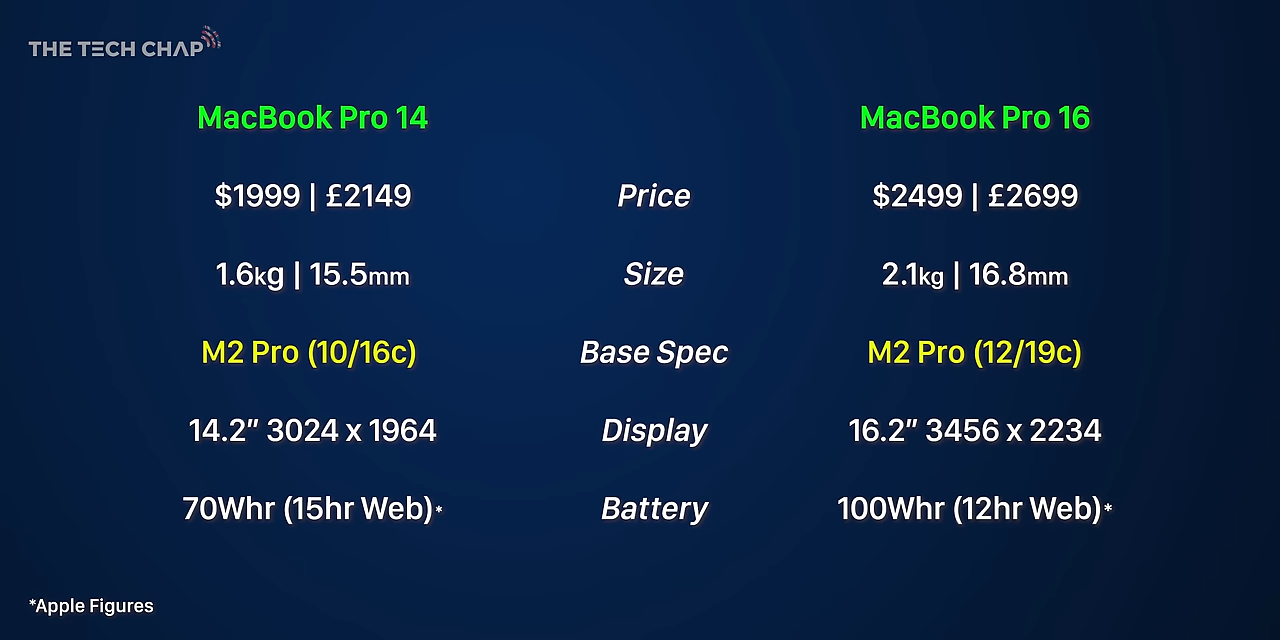 THE TECH CHAP
MacBook Pro 14 MacBook Pro 16
$1999 | £2149 Price $2499 | £2699
1.6kg | 15.5mm Size 2.1kg | 16.8mm
M2 Pro (10/16c) Base Spec M2 Pro (12/19c)
14.2″ 3024 x 1964 Display 16.2″ 3456 x 2234
70Whr (15hr Web)* Battery 100Whr (12hr Web)*
*Apple Figures